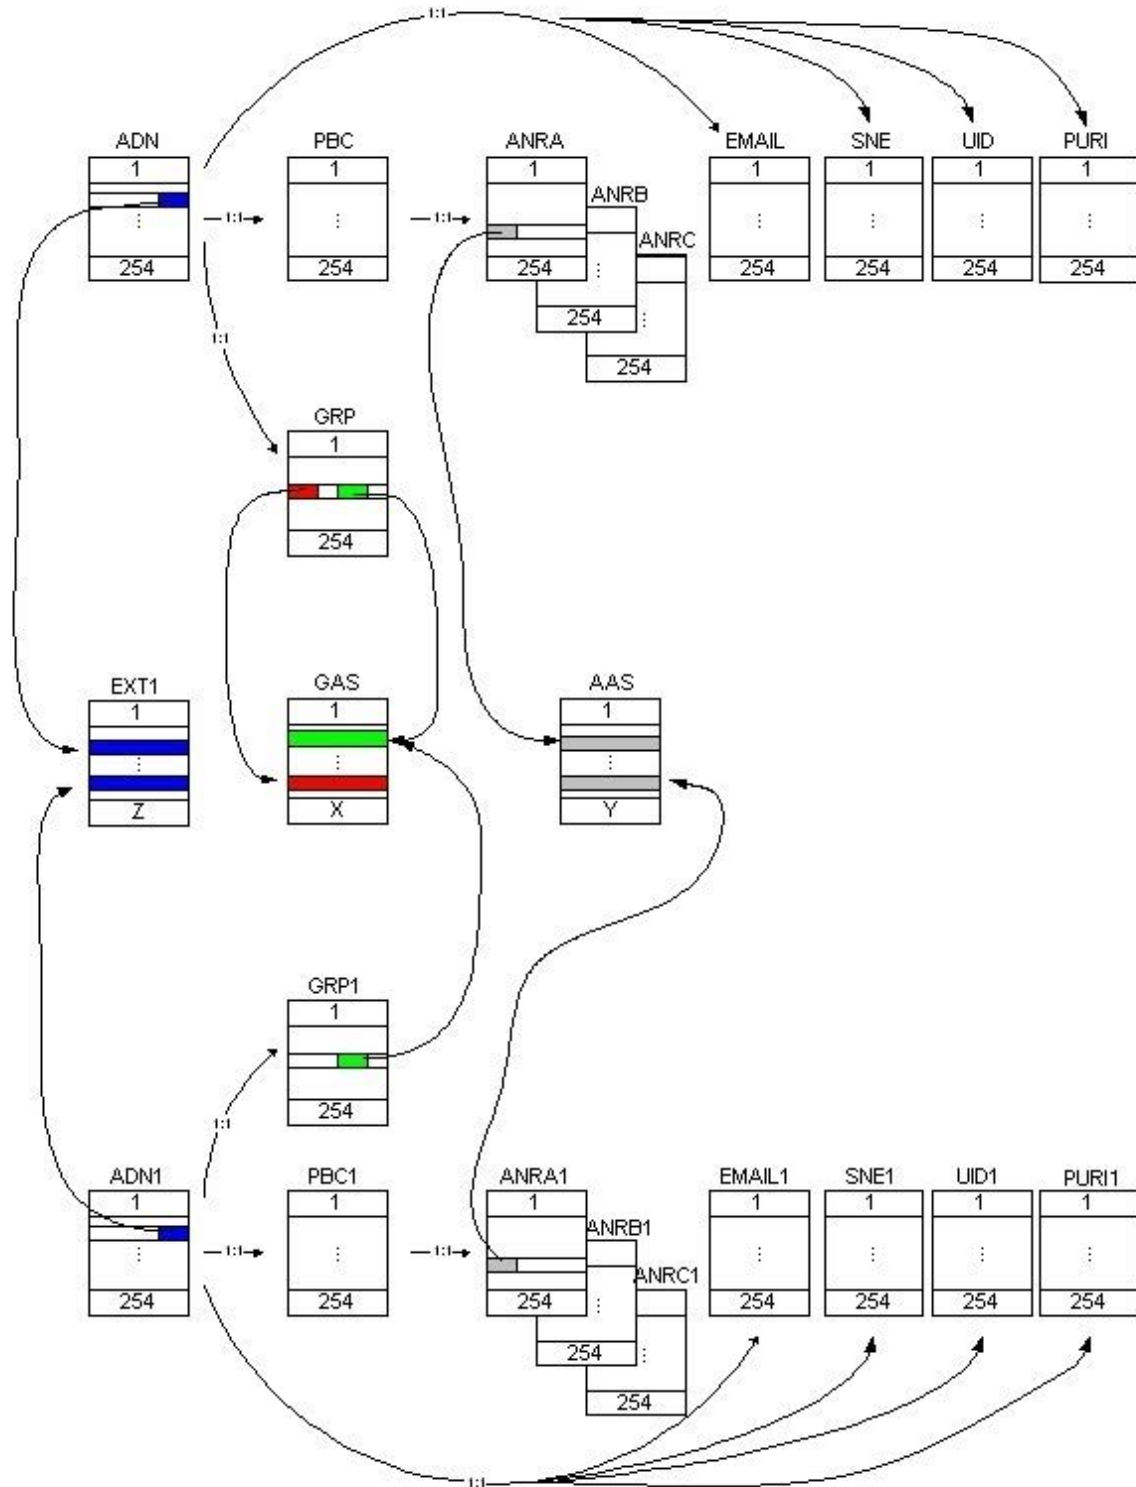 1:1
ADN PBC ANRA EMAIL SNE UID PURI
1 1 1 1 1 1 1
ANRB
⋮ 1:1 ⋮ 1:1 ⋮ ⋮ ⋮ ⋮
ANRC
254 254 254 ⋮ 254 254 254 254
254 ⋮
1:1
254
GRP
1
254
EXT1 GAS AAS
1 1 1
⋮ ⋮ ⋮
Z X Y
GRP1
1
254
1:1
ADN1 PBC1 ANRA1 EMAIL1 SNE1 UID1 PURI1
1 1 1 1 1 1 1
ANRB1
⋮ 1:1 ⋮ 1:1 ⋮ ⋮ ⋮ ⋮
ANRC1
254 254 254 ⋮ 254 254 254 254
254 ⋮
254
1:1